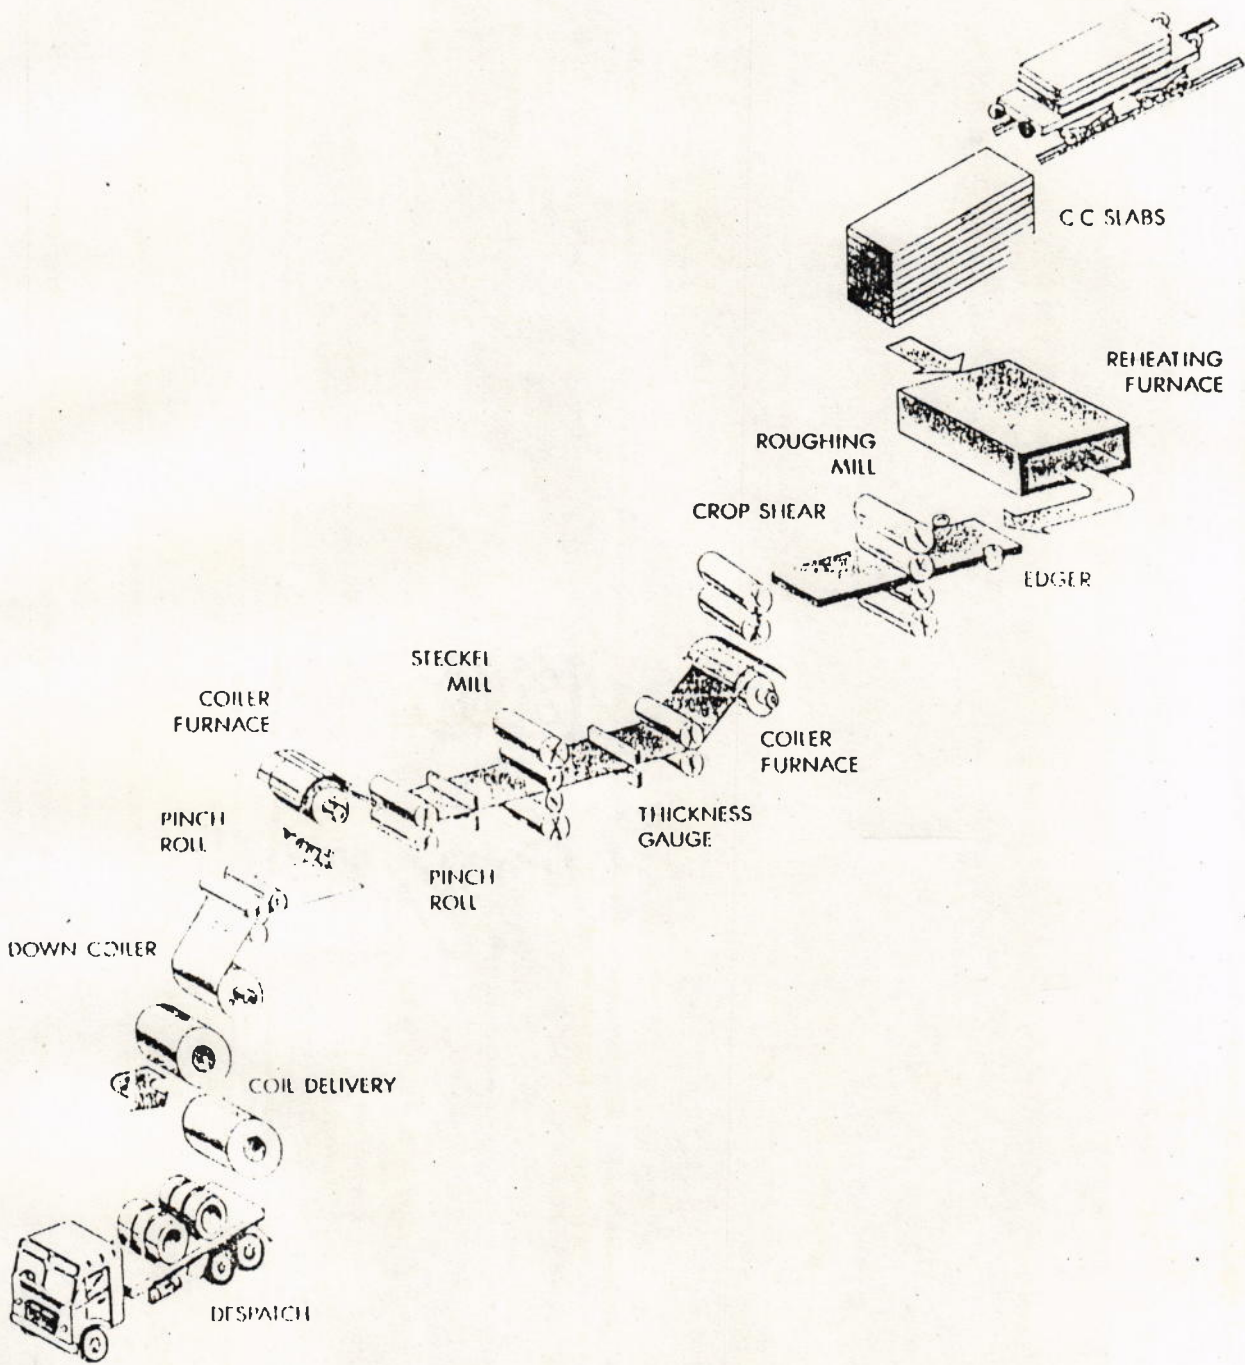 C C SLABS
REHEATING
FURNACE
ROUGHING
MILL
CROP SHEAR
EDGER
STECKEL
MILL
COILER
FURNACE
COILER
FURNACE
THICKNESS
GAUGE
PINCH
ROLL
PINCH
ROLL
DOWN COILER
COIL DELIVERY
DESPATCH